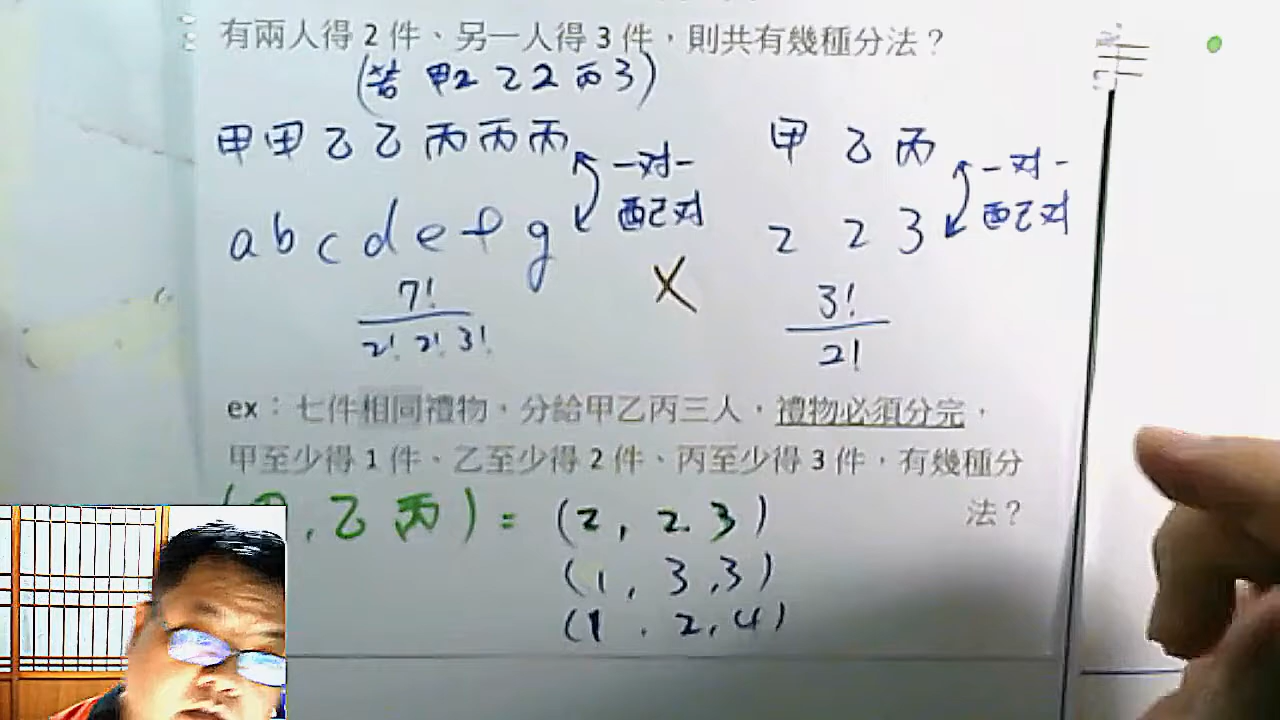 有兩人得 2 件、另一人得 3 件,則共有幾種分法?
(若 甲2 乙2 丙3)
甲甲乙乙丙丙丙 一对一 配对
甲 乙 丙 一对一 配对
a b c d e f g
2 2 3
7! / 2! 2! 3!
×
3! / 2!
ex:七件相同禮物,分給甲乙丙三人,禮物必須分完,
甲至少得 1 件、乙至少得 2 件、丙至少得 3 件,有幾種分
法?
, 乙 丙 ) = (2, 2 3)
(1, 3, 3)
(1, 2, 4)